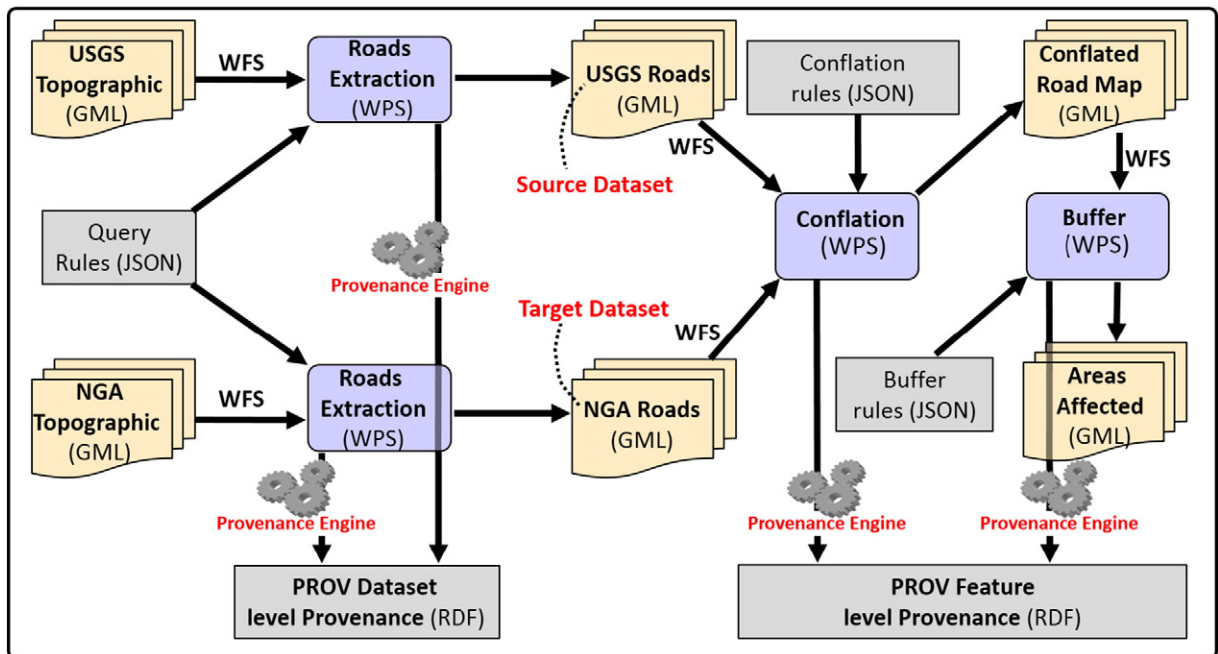 USGS
Topographic
(GML)
WFS
Roads
Extraction
(WPS)
USGS Roads
(GML)
WFS
Source Dataset
Conflation
rules (JSON)
Conflated
Road Map
(GML)
WFS
Query
Rules (JSON)
Provenance Engine
Conflation
(WPS)
Buffer
(WPS)
Target Dataset
WFS
NGA
Topographic
(GML)
WFS
Roads
Extraction
(WPS)
NGA Roads
(GML)
Buffer
rules (JSON)
Areas
Affected
(GML)
Provenance Engine
Provenance Engine
Provenance Engine
PROV Dataset
level Provenance (RDF)
PROV Feature
level Provenance (RDF)